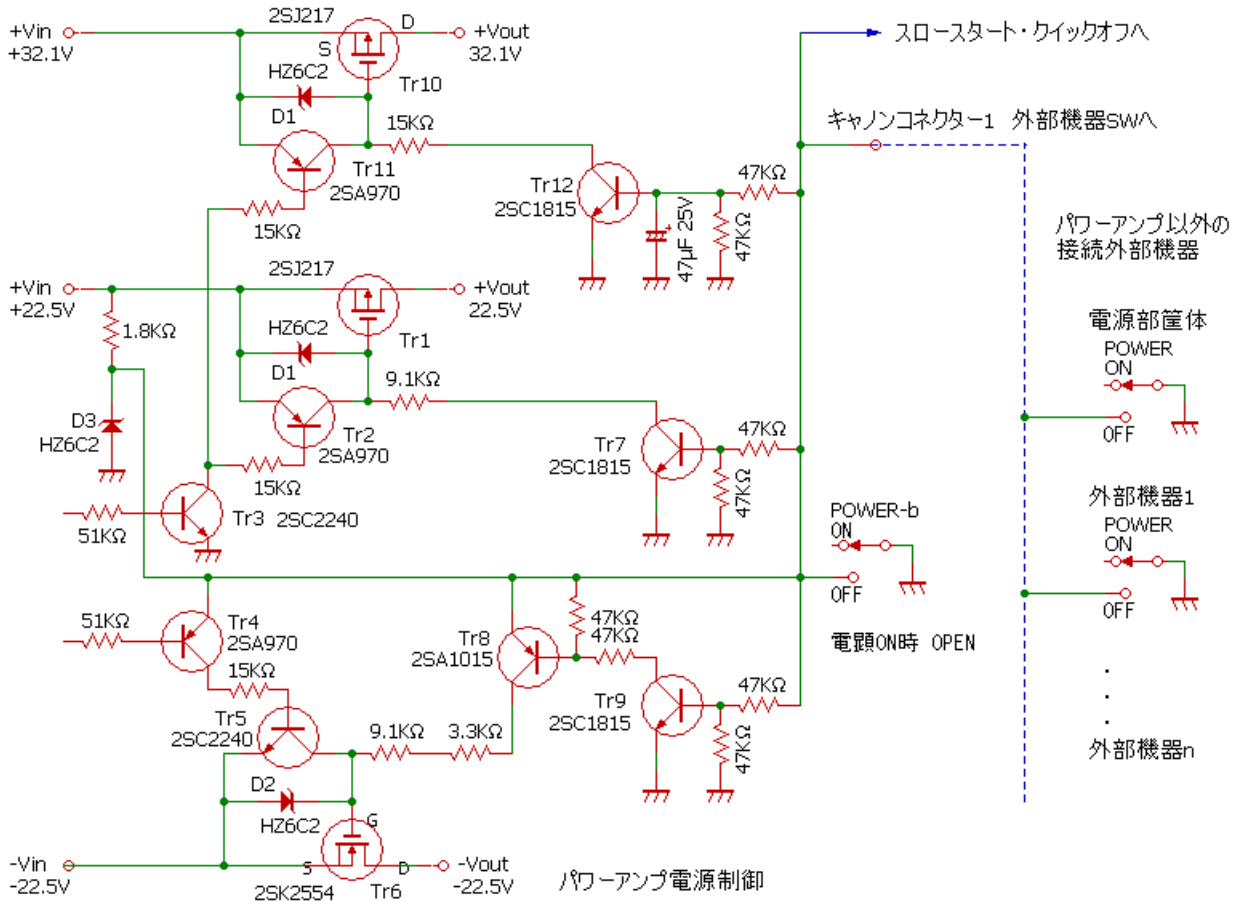 2SJ217
D
+Vin
+32.1V
S
+Vout
32.1V
スロースタート・クイックオフへ
HZ6C2
Tr10
D1
15KΩ
キャノンコネクター1 外部機器SWへ
Tr11
2SA970
Tr12
2SC1815
47KΩ
15KΩ
47µF 25V
+
47KΩ
パワーアンプ以外の
接続外部機器
2SJ217
+Vin
+22.5V
+Vout
22.5V
1.8KΩ
HZ6C2
Tr1
電源部筐体
POWER
ON
OFF
D1
9.1KΩ
D3
HZ6C2
Tr2
2SA970
Tr7
2SC1815
47KΩ
47KΩ
15KΩ
Tr3 2SC2240
51KΩ
POWER-b
ON
OFF
外部機器1
POWER
ON
OFF
51KΩ
Tr4
2SA970
47KΩ
47KΩ
Tr8
2SA1015
電顕ON時 OPEN
15KΩ
Tr5
2SC2240
Tr9
2SC1815
47KΩ
47KΩ
9.1KΩ
3.3KΩ
・
・
・
外部機器n
D2
HZ6C2
G
-Vin
-22.5V
S
D
2SK2554
Tr6
-Vout
-22.5V
パワーアンプ電源制御